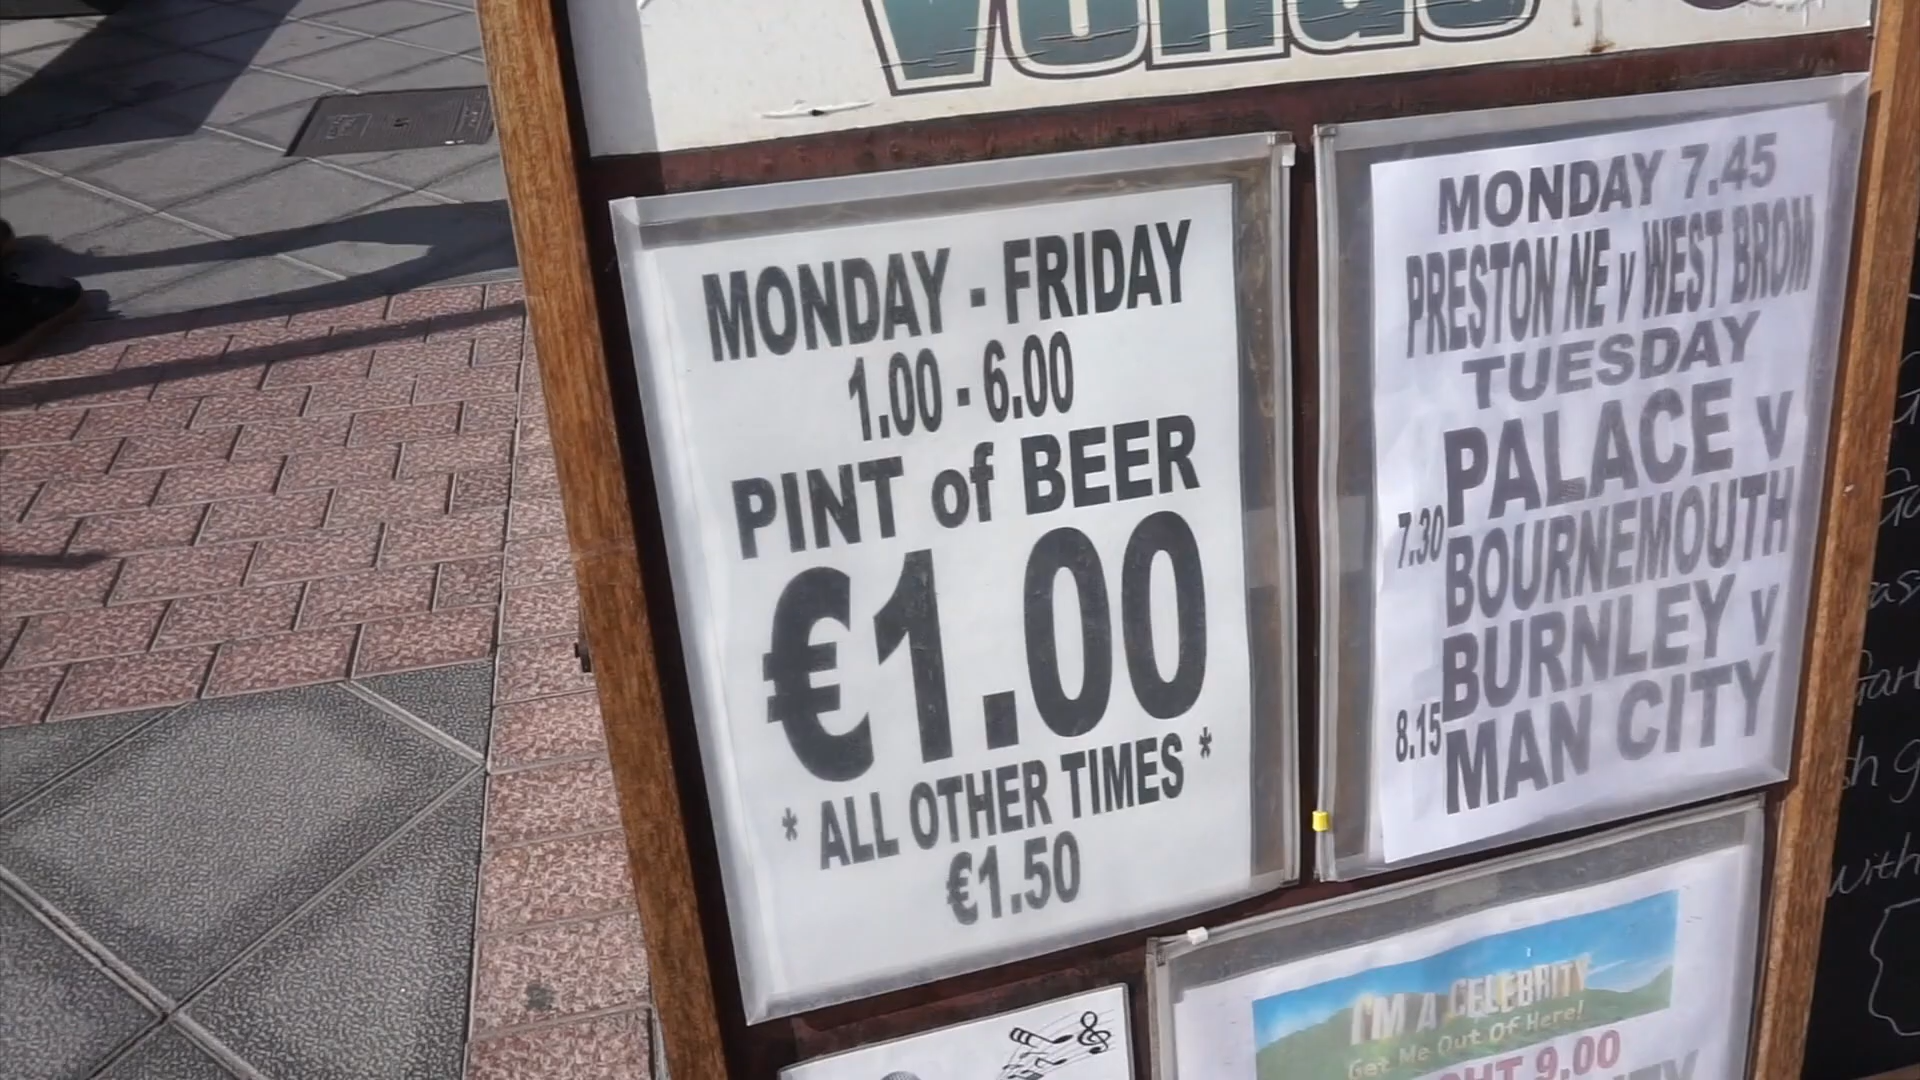 MONDAY - FRIDAY
1.00 - 6.00
PINT of BEER
€1.00
* ALL OTHER TIMES *
€1.50
MONDAY 7.45
PRESTON NE v WEST BROM
TUESDAY
7.30 PALACE v
BOURNEMOUTH
BURNLEY v
8.15 MAN CITY
I'M A CELEBRITY
Get Me Out Of Here!
9.00